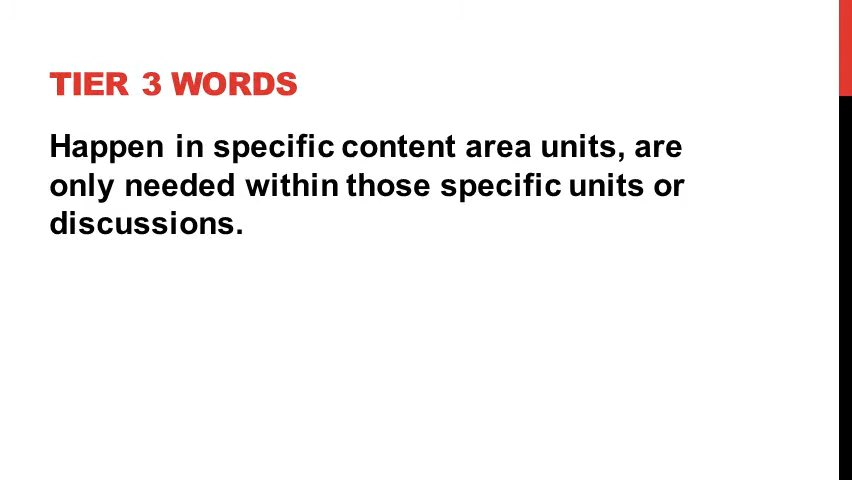 TIER 3 WORDS
Happen in specific content area units, are
only needed within those specific units or
discussions.